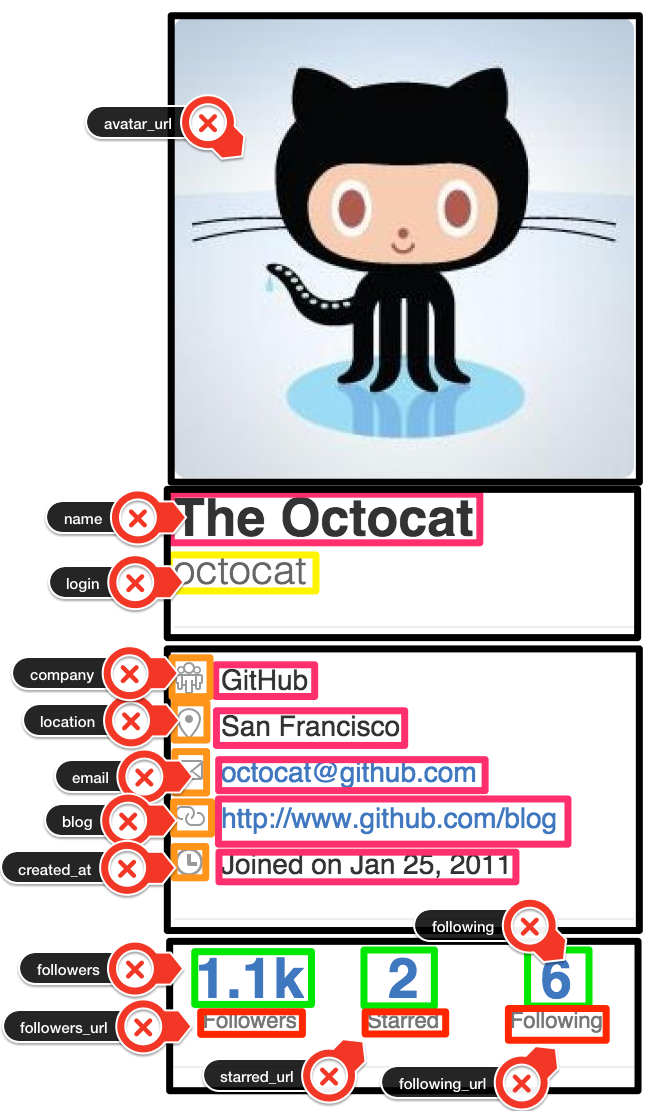 avatar_url
name
The Octocat
login
octocat
company
GitHub
location
San Francisco
email
octocat@github.com
blog
http://www.github.com/blog
created_at
Joined on Jan 25, 2011
following
followers
1.1k 2 6
Followers Starred Following
followers_url
starred_url
following_url